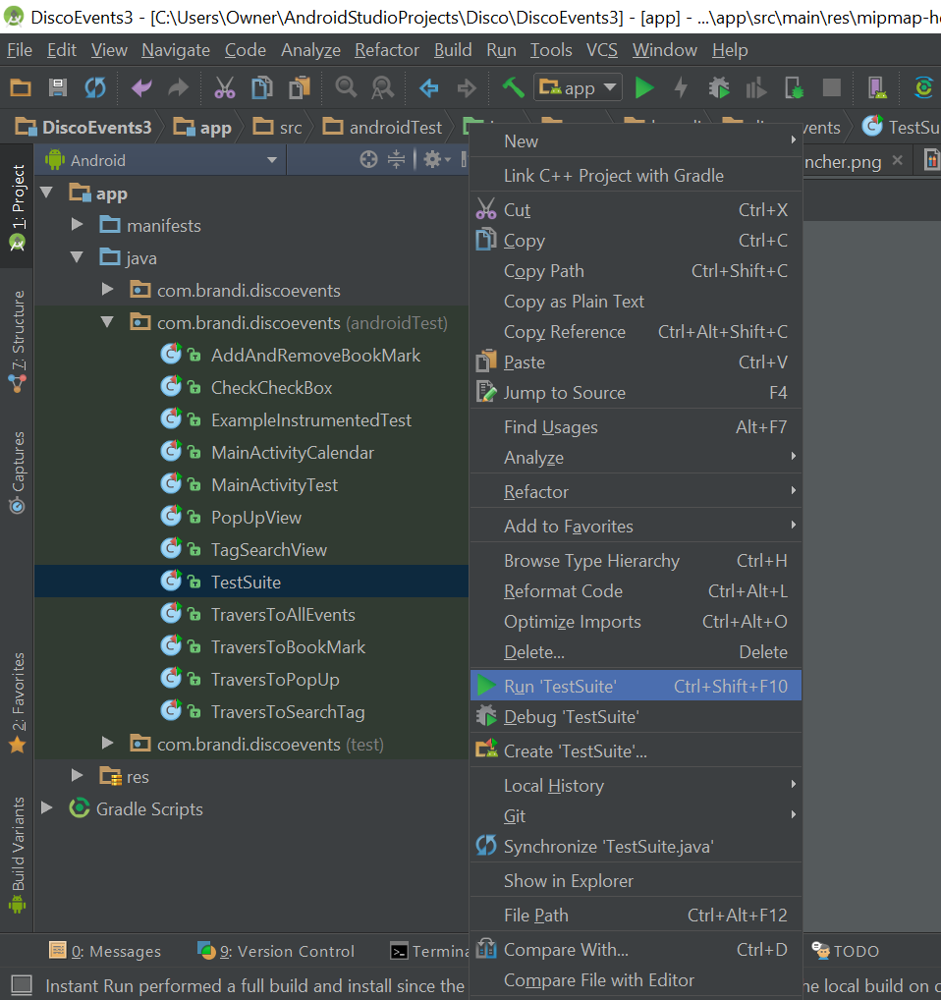 DiscoEvents3 - [C:\Users\Owner\AndroidStudioProjects\Disco\DiscoEvents3] - [app] - ...\app\src\main\res\mipmap-h
File Edit View Navigate Code Analyze Refactor Build Run Tools VCS Window Help
app
DiscoEvents3 app src androidTest ents TestSu
Android
ncher.png
1: Project
7: Structure
Captures
2: Favorites
Build Variants
app
manifests
java
com.brandi.discoevents
com.brandi.discoevents (androidTest)
AddAndRemoveBookMark
CheckCheckBox
ExampleInstrumentedTest
MainActivityCalendar
MainActivityTest
PopUpView
TagSearchView
TestSuite
TraversToAllEvents
TraversToBookMark
TraversToPopUp
TraversToSearchTag
com.brandi.discoevents (test)
res
Gradle Scripts
New
Link C++ Project with Gradle
Cut Ctrl+X
Copy Ctrl+C
Copy Path Ctrl+Shift+C
Copy as Plain Text
Copy Reference Ctrl+Alt+Shift+C
Paste Ctrl+V
Jump to Source F4
Find Usages Alt+F7
Analyze
Refactor
Add to Favorites
Browse Type Hierarchy Ctrl+H
Reformat Code Ctrl+Alt+L
Optimize Imports Ctrl+Alt+O
Delete... Delete
Run 'TestSuite' Ctrl+Shift+F10
Debug 'TestSuite'
Create 'TestSuite'...
Local History
Git
Synchronize 'TestSuite.java'
Show in Explorer
File Path Ctrl+Alt+F12
Compare With... Ctrl+D
Compare File with Editor
0: Messages 9: Version Control Termina TODO
Instant Run performed a full build and install since the he local build on